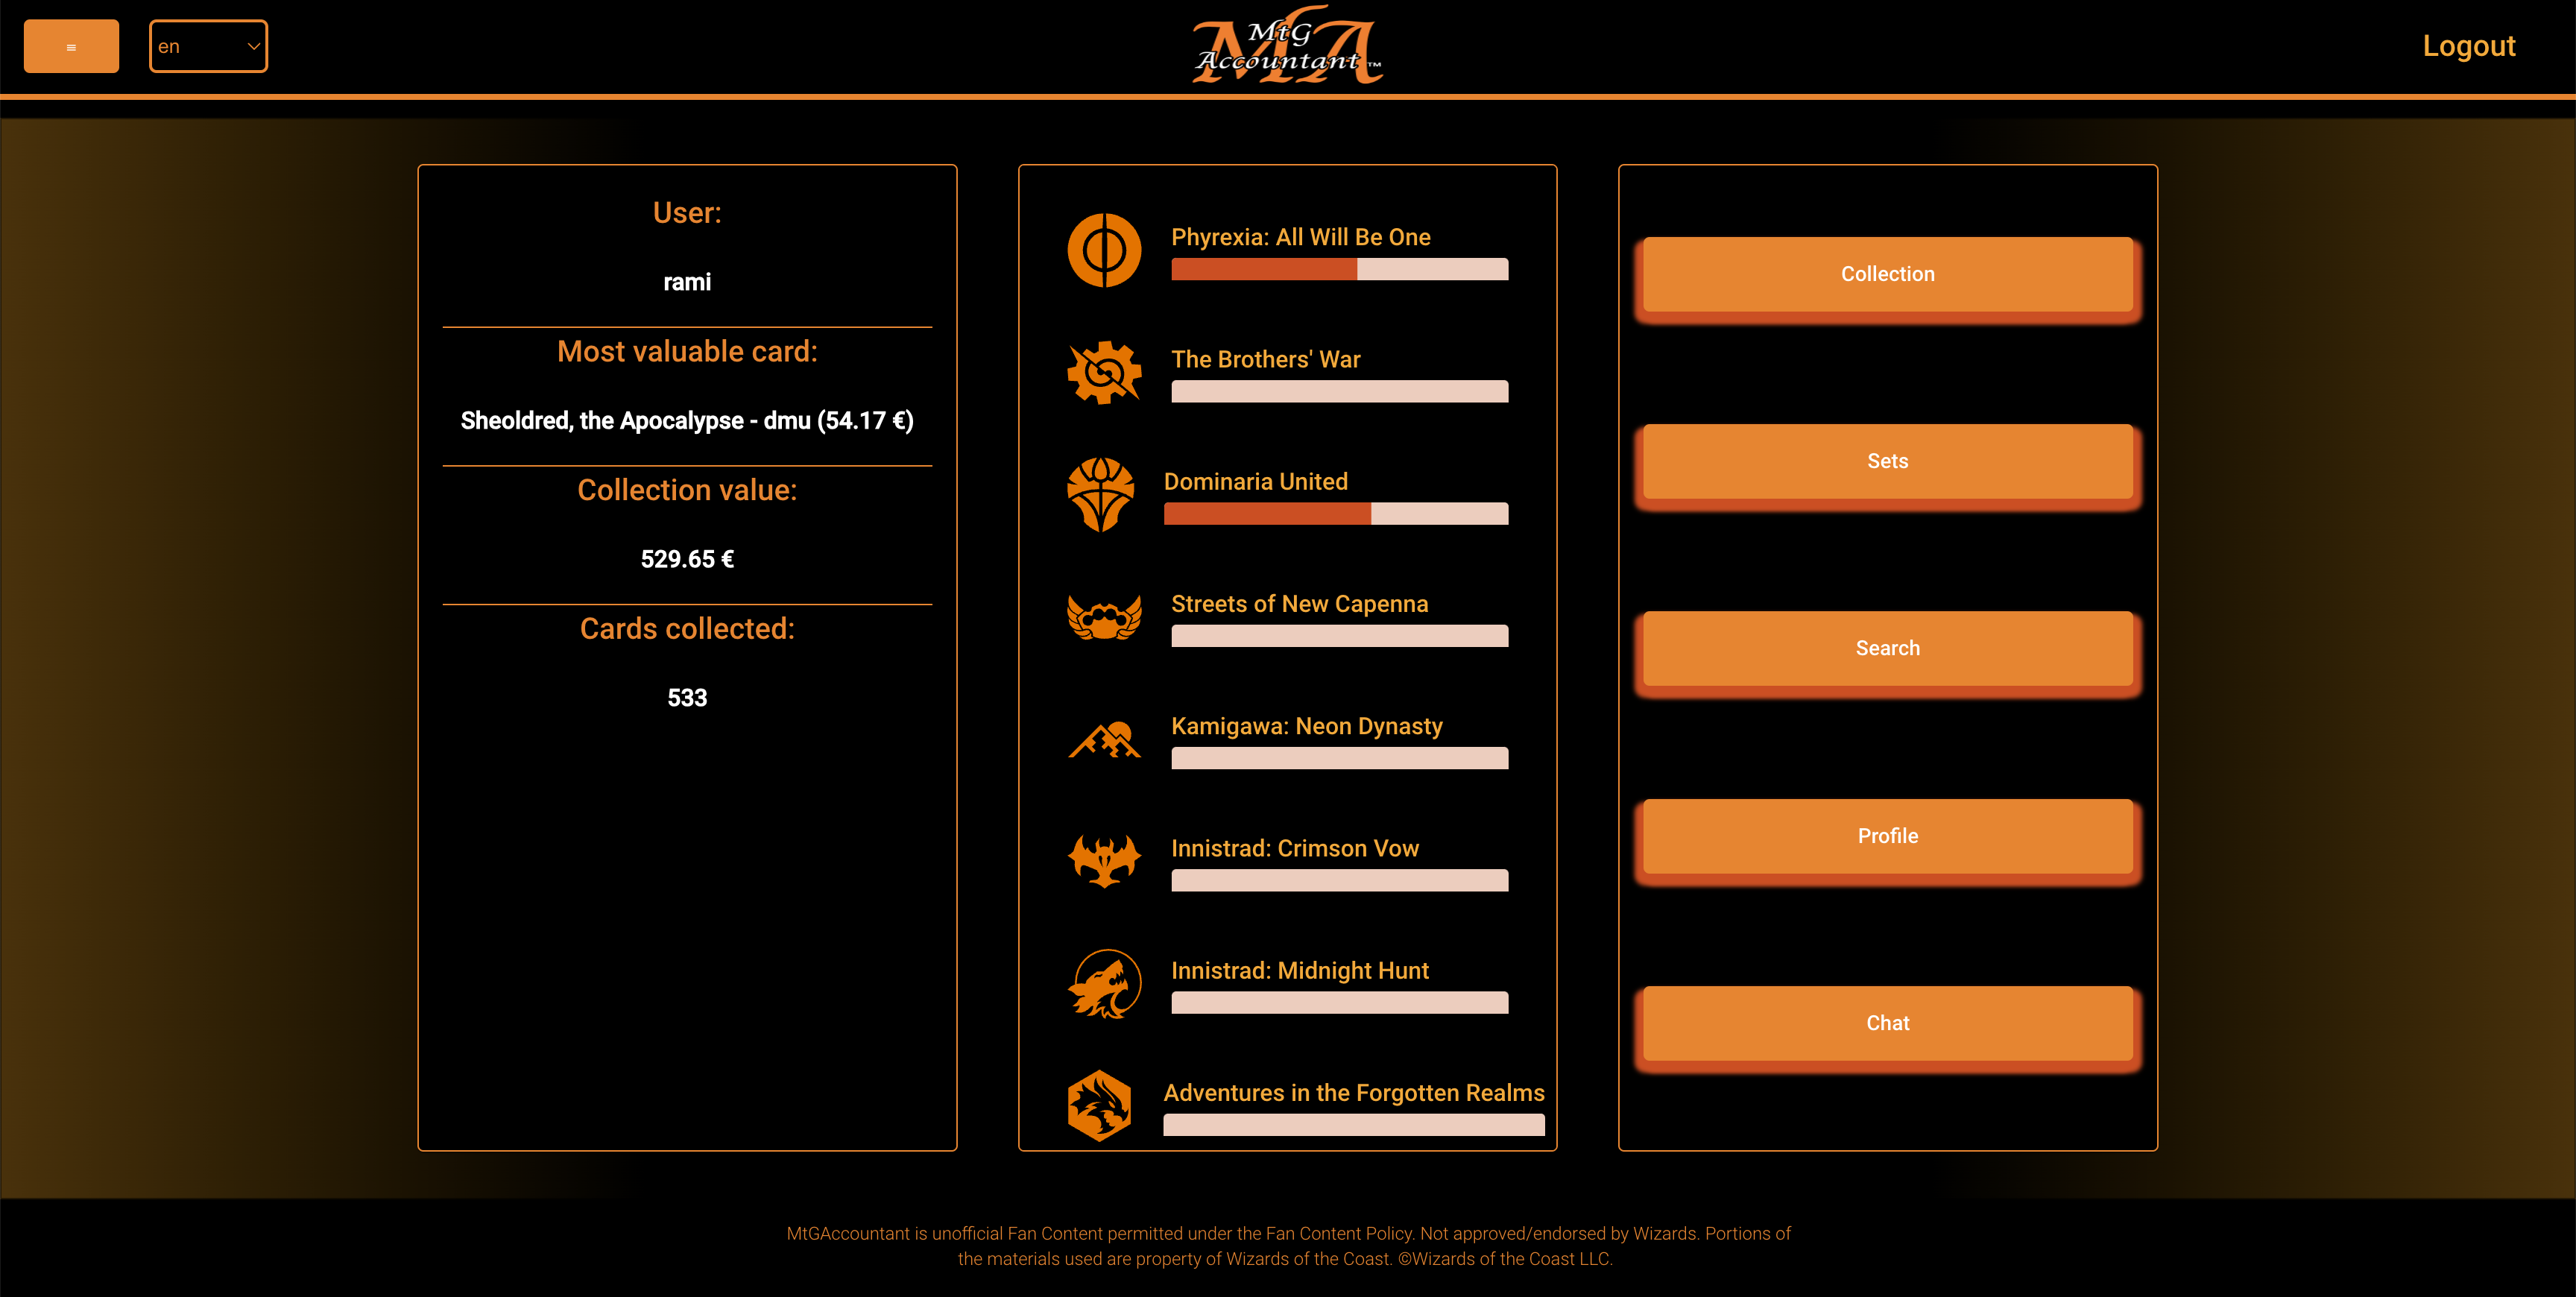 ≡
en
MtG
Accountant™
MTA
Logout
User:
rami
Most valuable card:
Sheoldred, the Apocalypse - dmu (54.17 €)
Collection value:
529.65 €
Cards collected:
533
Phyrexia: All Will Be One
The Brothers' War
Dominaria United
Streets of New Capenna
Kamigawa: Neon Dynasty
Innistrad: Crimson Vow
Innistrad: Midnight Hunt
Adventures in the Forgotten Realms
Collection
Sets
Search
Profile
Chat
MtGAccountant is unofficial Fan Content permitted under the Fan Content Policy. Not approved/endorsed by Wizards. Portions of
the materials used are property of Wizards of the Coast. ©Wizards of the Coast LLC.